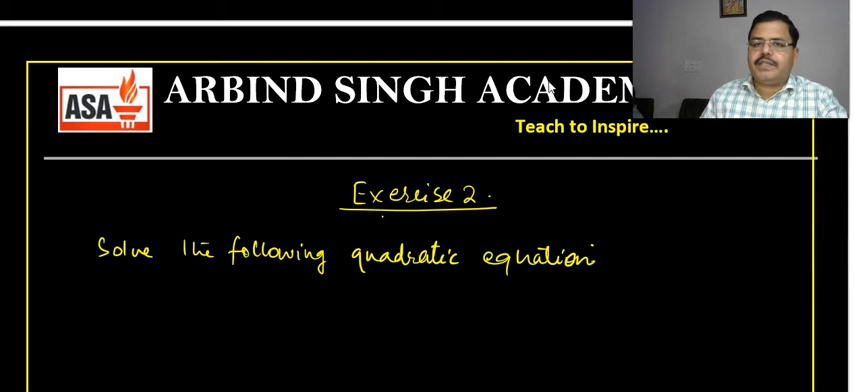 ASA
ARBIND SINGH ACADEM
Teach to Inspire....
Exercise 2.
Solve the following quadratic equation